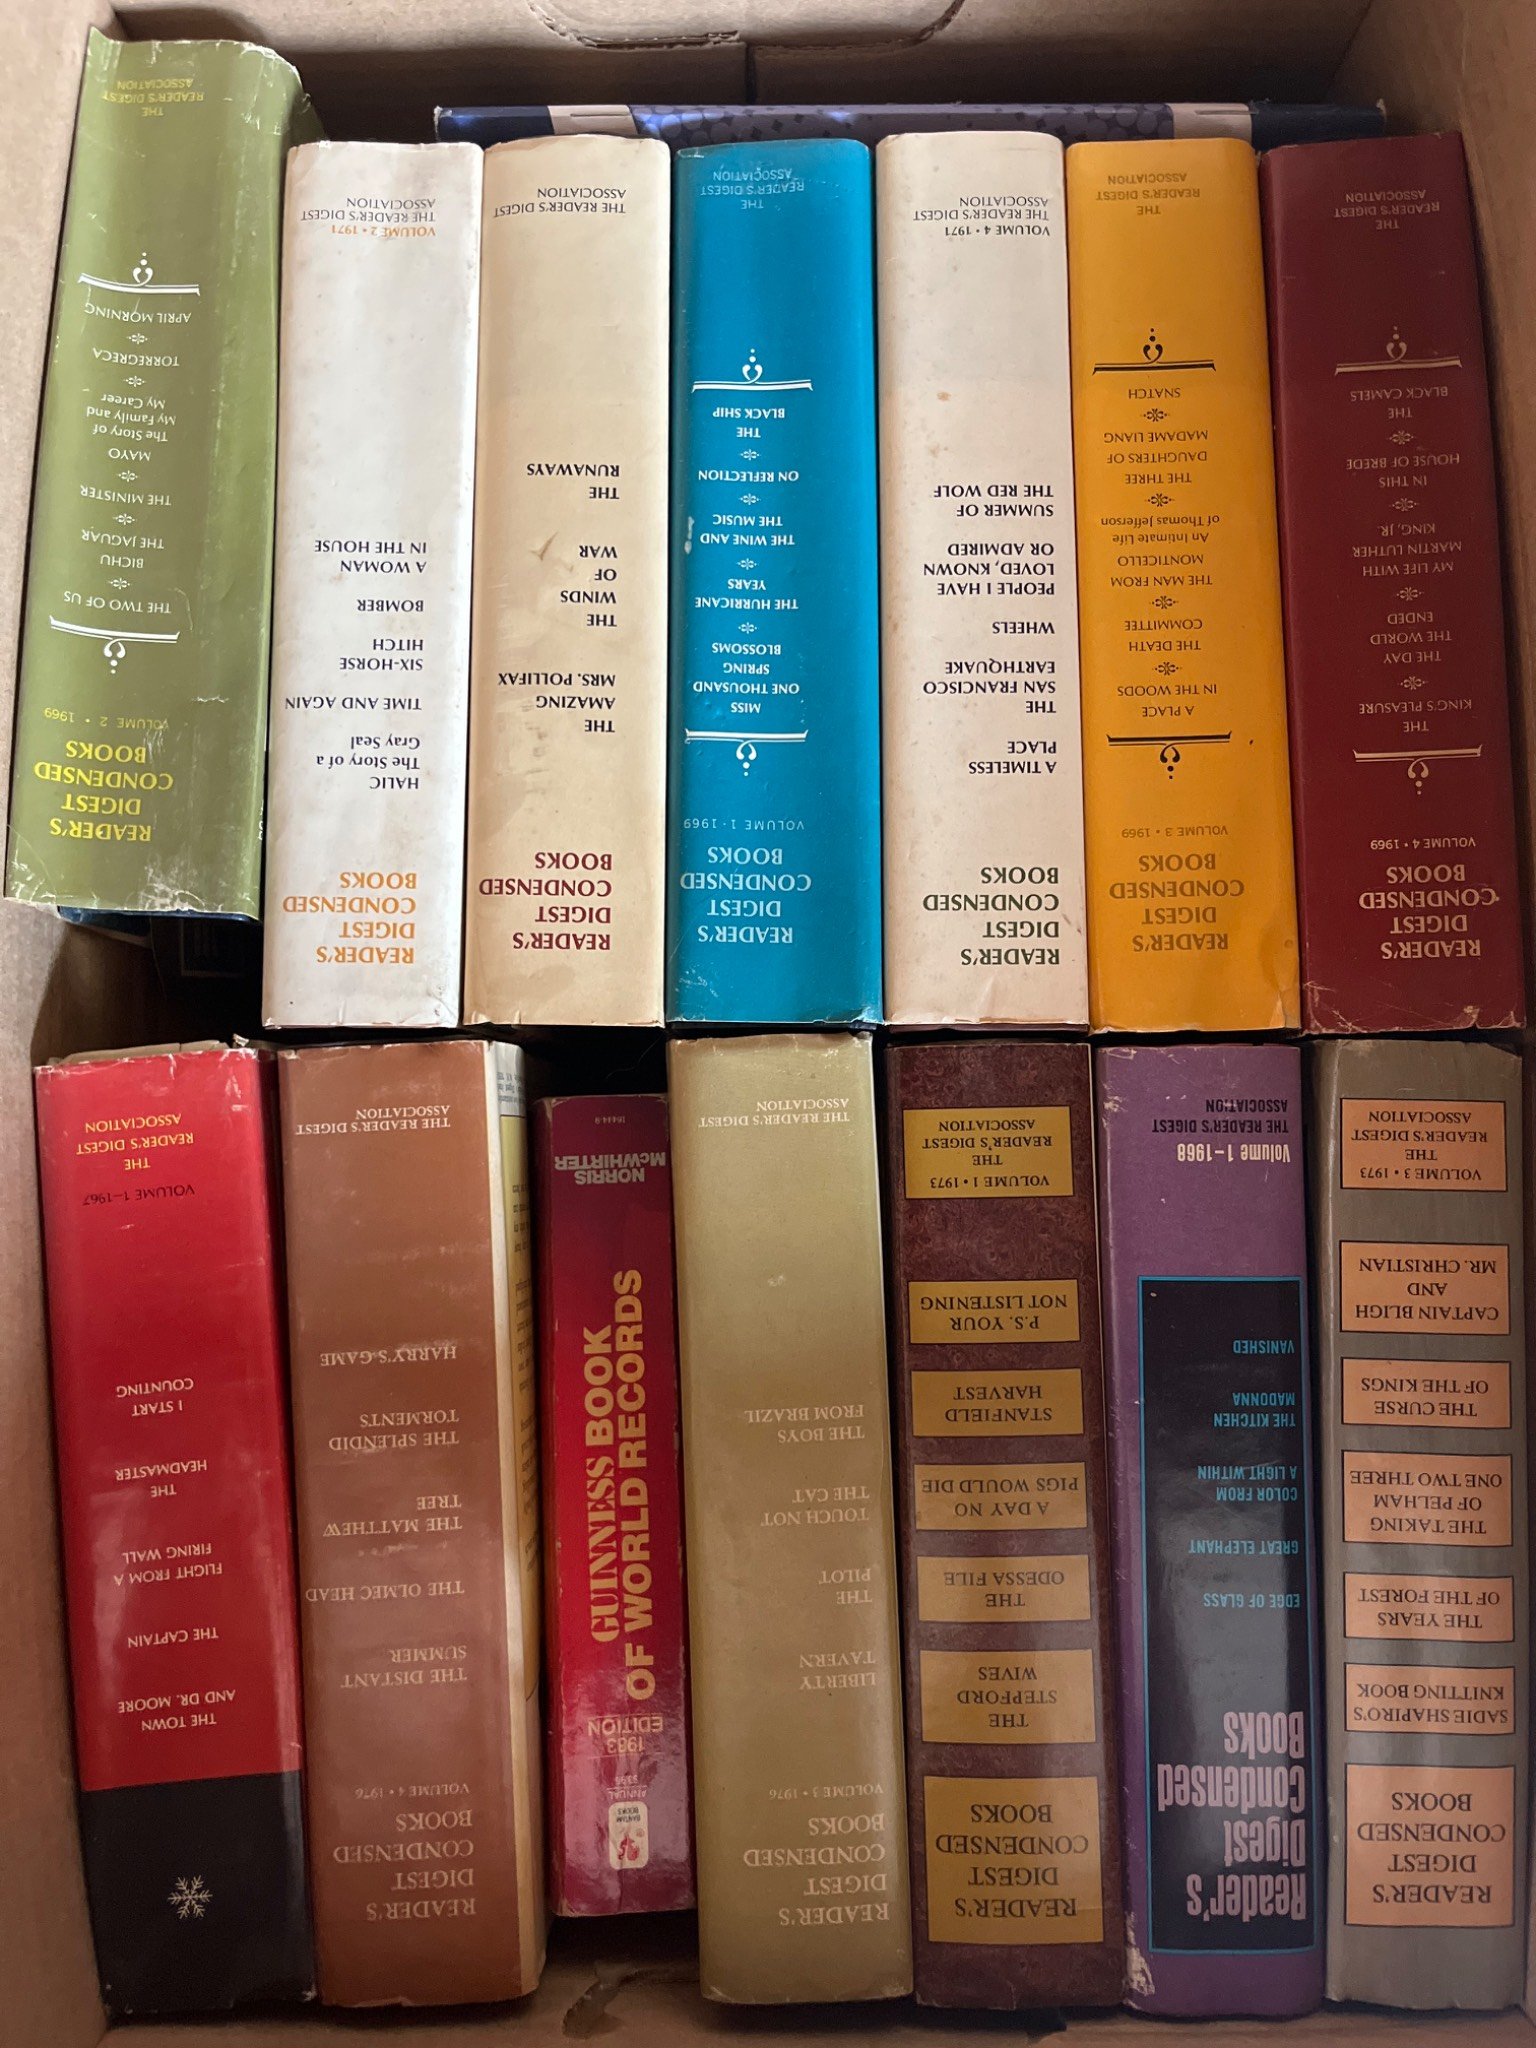 READER'S
DIGEST
CONDENSED
BOOKS
VOLUME 2 • 1969
THE TWO OF US
BICHU
THE JAGUAR
THE MINISTER
MAYO
The Story of
My Family and
My Career
TORREGRECA
APRIL MORNING
THE
READER'S DIGEST
ASSOCIATION
READER'S
DIGEST
CONDENSED
BOOKS
HALIC
The Story of a
Gray Seal
TIME AND AGAIN
SIX-HORSE
HITCH
BOMBER
A WOMAN
IN THE HOUSE
VOLUME 2 • 1971
THE READER'S DIGEST
ASSOCIATION
READER'S
DIGEST
CONDENSED
BOOKS
THE
AMAZING
MRS. POLLIFAX
THE
WINDS
OF
WAR
THE
RUNAWAYS
THE READER'S DIGEST
ASSOCIATION
READER'S
DIGEST
CONDENSED
BOOKS
VOLUME 1 • 1969
MISS
ONE THOUSAND
SPRING
BLOSSOMS
THE HURRICANE
YEARS
THE WINE AND
THE MUSIC
ON REFLECTION
THE
BLACK SHIP
THE
READER'S DIGEST
ASSOCIATION
READER'S
DIGEST
CONDENSED
BOOKS
A TIMELESS
PLACE
THE
SAN FRANCISCO
EARTHQUAKE
WHEELS
PEOPLE I HAVE
LOVED, KNOWN
OR ADMIRED
SUMMER OF
THE RED WOLF
VOLUME 4 • 1971
THE READER'S DIGEST
ASSOCIATION
READER'S
DIGEST
CONDENSED
BOOKS
VOLUME 3 • 1969
A PLACE
IN THE WOODS
THE DEATH
COMMITTEE
THE MAN FROM
MONTICELLO
An Intimate Life
of Thomas Jefferson
THE THREE
DAUGHTERS OF
MADAME LIANG
SNATCH
THE
READER'S DIGEST
ASSOCIATION
READER'S
DIGEST
CONDENSED
BOOKS
VOLUME 4 • 1969
THE
KING'S PLEASURE
THE DAY
THE WORLD
ENDED
MY LIFE WITH
MARTIN LUTHER
KING, JR.
IN THIS
HOUSE OF BREDE
THE
BLACK CAMELS
THE
READER'S DIGEST
ASSOCIATION
THE TOWN
AND DR. MOORE
THE CAPTAIN
FLIGHT FROM A
FIRING WALL
THE
HEADMASTER
I START
COUNTING
VOLUME 1–1967
THE
READER'S DIGEST
ASSOCIATION
READER'S
DIGEST
CONDENSED
BOOKS
VOLUME 4 • 1976
THE DISTANT
SUMMER
THE OLMEC HEAD
THE MATTHEW
TREE
THE SPLENDID
TORMENTS
HARRY'S GAME
THE READER'S DIGEST
ASSOCIATION
BANTAM
BOOKS
ANNUAL
$3.95
1983
EDITION
GUINNESS BOOK
OF WORLD RECORDS
NORRIS
McWHIRTER
READER'S
DIGEST
CONDENSED
BOOKS
VOLUME 3 • 1976
LIBERTY
TAVERN
THE
PILOT
TOUCH NOT
THE CAT
THE BOYS
FROM BRAZIL
THE READER'S DIGEST
ASSOCIATION
READER'S
DIGEST
CONDENSED
BOOKS
THE
STEPFORD
WIVES
THE
ODESSA FILE
A DAY NO
PIGS WOULD DIE
STANFIELD
HARVEST
P.S. YOUR
NOT LISTENING
VOLUME 1 • 1973
THE
READER'S DIGEST
ASSOCIATION
Reader's
Digest
Condensed
BOOKS
EDGE OF GLASS
GREAT ELEPHANT
COLOR FROM
A LIGHT WITHIN
THE KITCHEN
MADONNA
VANISHED
Volume 1–1968
THE READER'S DIGEST
ASSOCIATION
READER'S
DIGEST
CONDENSED
BOOKS
SADIE SHAPIRO'S
KNITTING BOOK
THE YEARS
OF THE FOREST
THE TAKING
OF PELHAM
ONE TWO THREE
THE CURSE
OF THE KINGS
CAPTAIN BLIGH
AND
MR. CHRISTIAN
VOLUME 3 • 1973
THE
READER'S DIGEST
ASSOCIATION